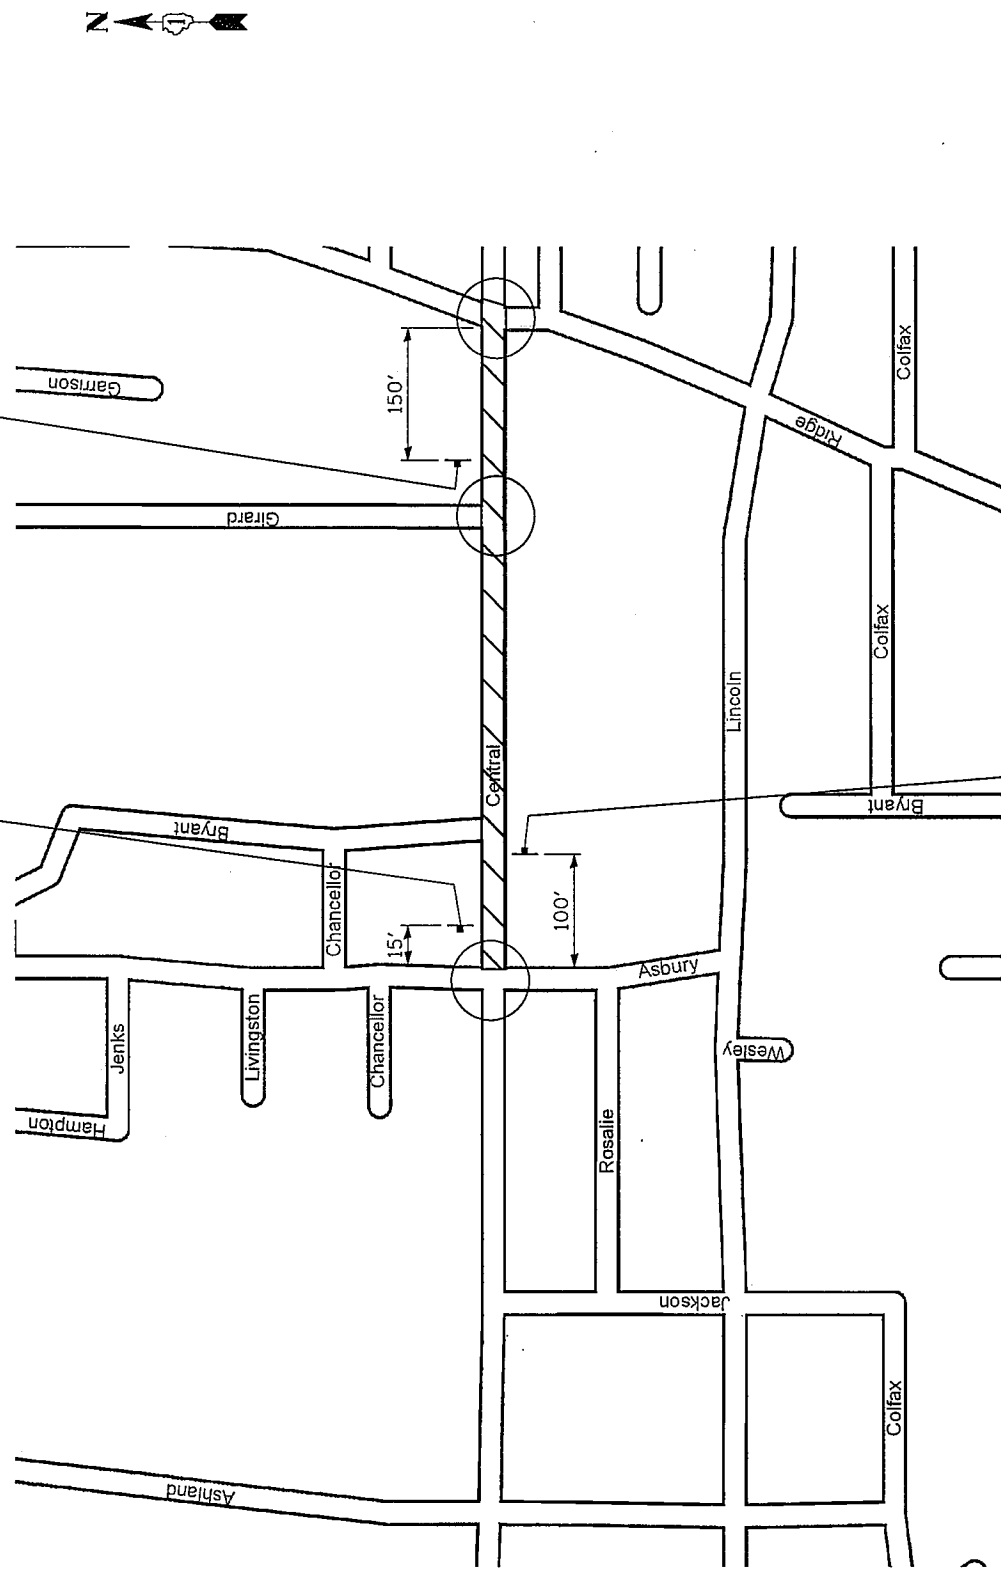 N
1
Garrison
150'
Colfax
Ridge
Girard
Colfax
Lincoln
Central
Bryant
Bryant
Chancellor
15'
100'
Asbury
Jenks
Livingston
Chancellor
Wesley
Hampton
Rosalie
Jackson
Colfax
Ashland